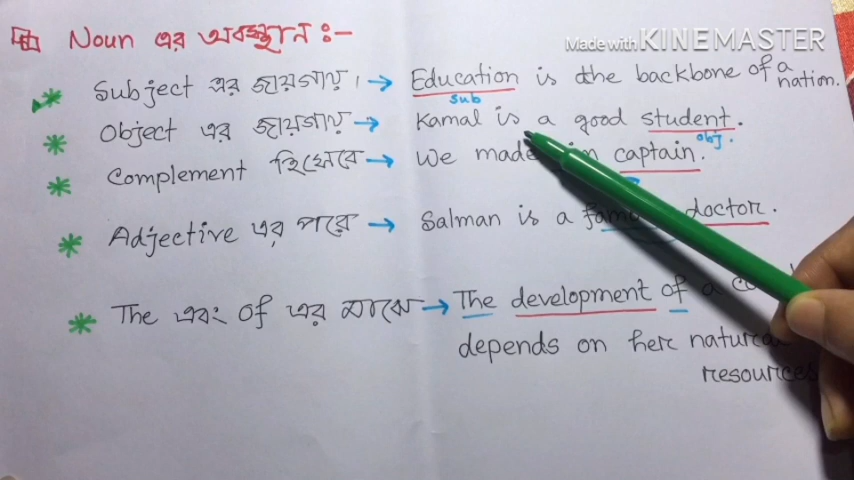 Made with KINEMASTER
Noun এর অবস্থান :-
Subject এর জায়গায়। → Education is the backbone of a nation.
sub
Object এর জায়গায় → Kamal is a good student.
obj.
Complement হিসেবে → We made captain.
Adjective এর পরে → Salman is a doctor.
The এবং of এর মাঝে → The development of a
depends on her natural
resources